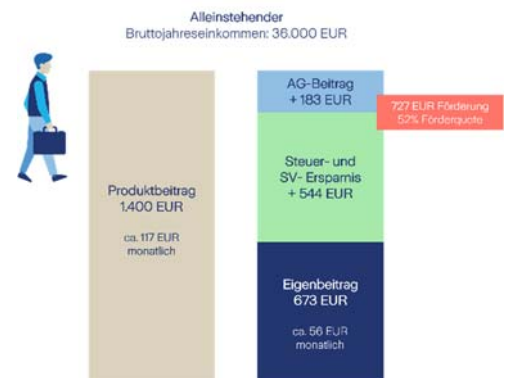 Alleinstehender
Bruttojahreseinkommen: 36.000 EUR
AG-Beitrag
+ 183 EUR
727 EUR Förderung
52% Förderquote
Steuer- und
SV- Ersparnis
+ 544 EUR
Produktbeitrag
1.400 EUR
ca. 117 EUR
monatlich
Eigenbeitrag
673 EUR
ca. 56 EUR
monatlich